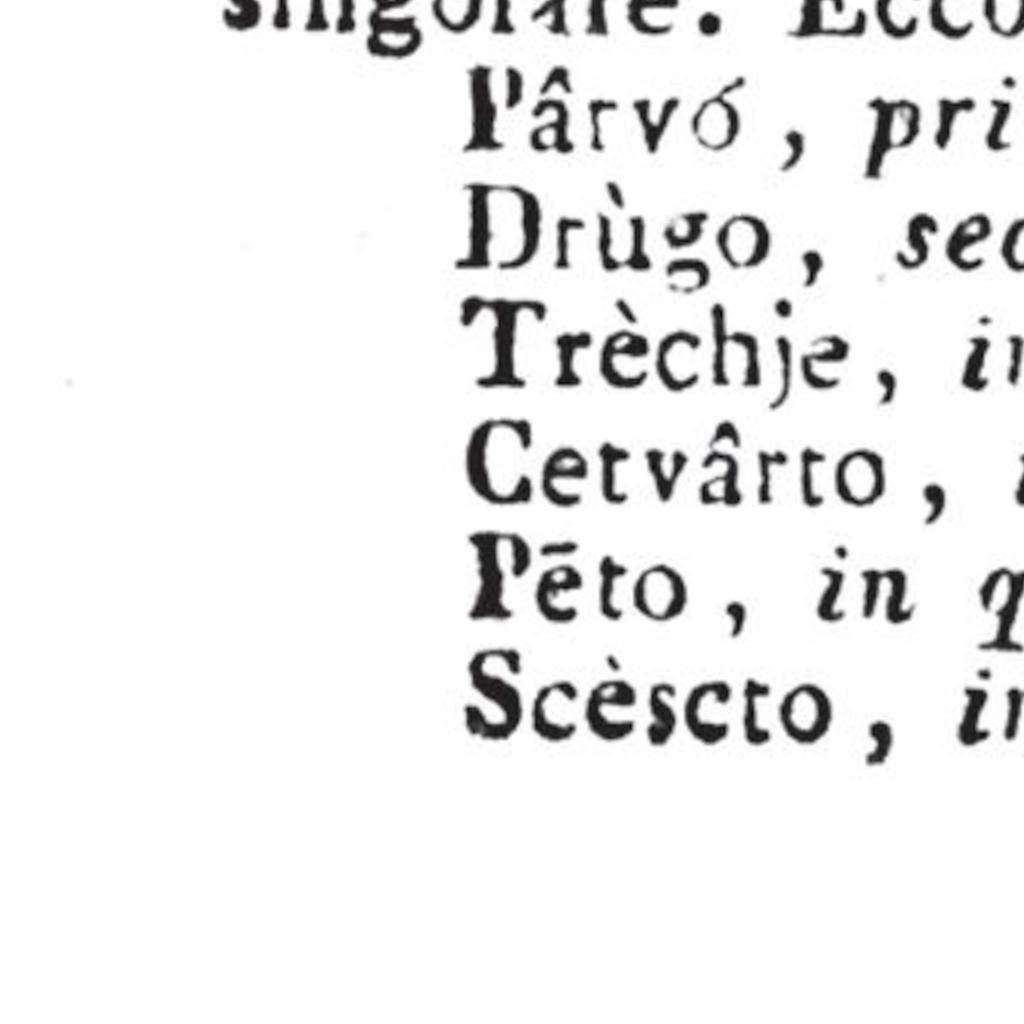 singolare. Ecco
Pârvó, pri
Drùgo, sec
Trèchje, in
Cetvârto,
Pēto, in q
Scèscto, in